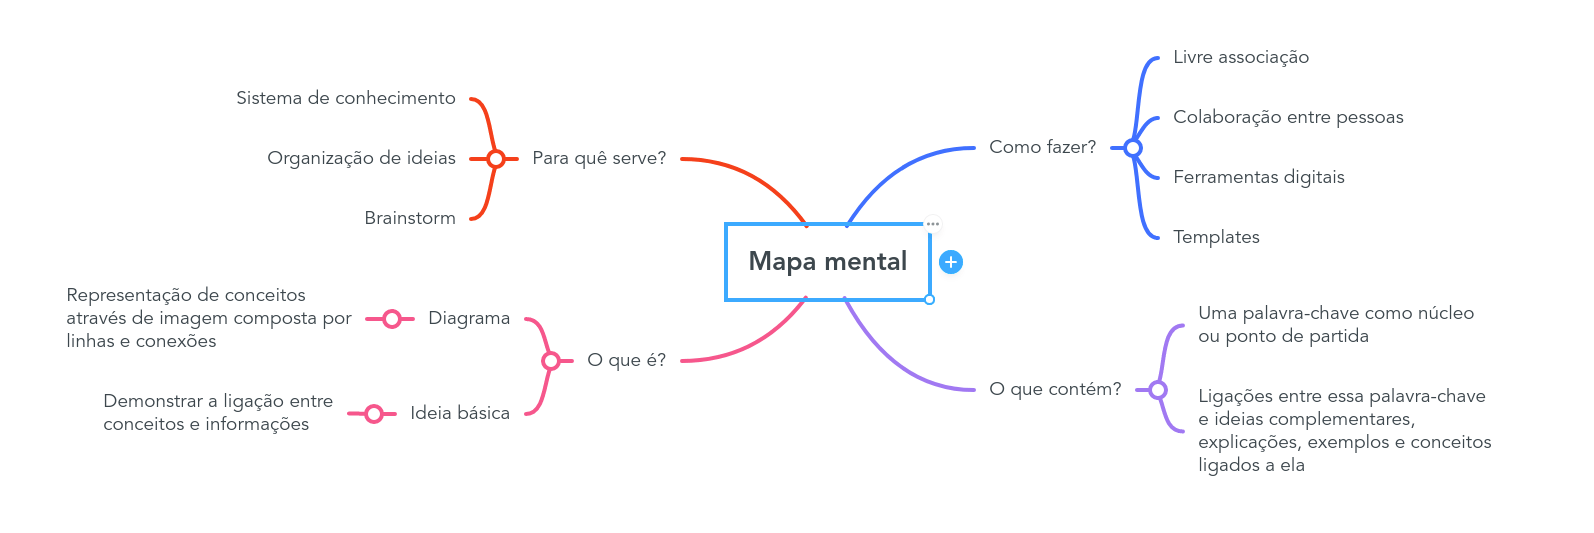 Mapa mental
Para quê serve?
Sistema de conhecimento
Organização de ideias
Brainstorm
O que é?
Diagrama
Representação de conceitos
através de imagem composta por
linhas e conexões
Ideia básica
Demonstrar a ligação entre
conceitos e informações
Como fazer?
Livre associação
Colaboração entre pessoas
Ferramentas digitais
Templates
O que contém?
Uma palavra-chave como núcleo
ou ponto de partida
Ligações entre essa palavra-chave
e ideias complementares,
explicações, exemplos e conceitos
ligados a ela